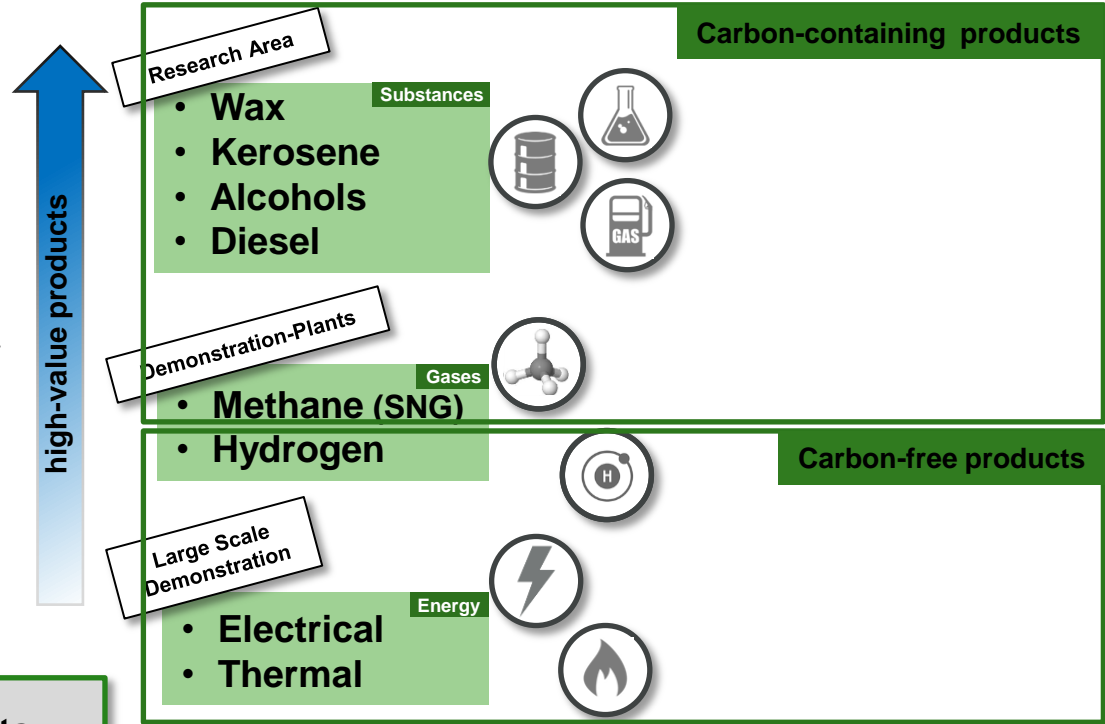 Carbon-containing products
Research Area
Substances
• Wax
• Kerosene
• Alcohols
• Diesel
GAS
high-value products
Demonstration-Plants
Gases
• Methane (SNG)
• Hydrogen
Carbon-free products
H
Large Scale
Demonstration
Energy
• Electrical
• Thermal